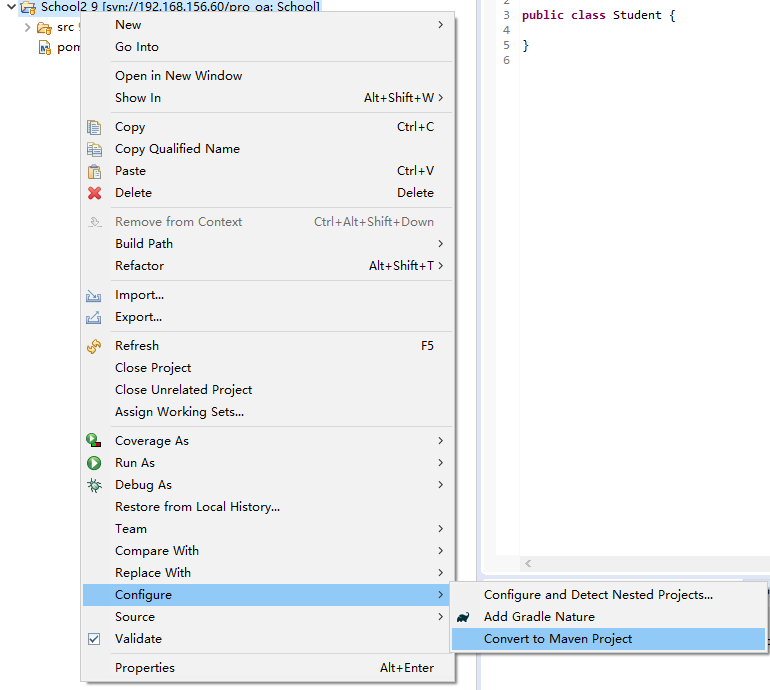 School2 9 [svn://192.168.156.60/pro_oa: School]
src
pom
New
Go Into
Open in New Window
Show In Alt+Shift+W
Copy Ctrl+C
Copy Qualified Name
Paste Ctrl+V
Delete Delete
Remove from Context Ctrl+Alt+Shift+Down
Build Path
Refactor Alt+Shift+T
Import...
Export...
Refresh F5
Close Project
Close Unrelated Project
Assign Working Sets...
Coverage As
Run As
Debug As
Restore from Local History...
Team
Compare With
Replace With
Configure
Source
Validate
Properties Alt+Enter
Configure and Detect Nested Projects...
Add Gradle Nature
Convert to Maven Project
2
3 public class Student {
4
5 }
6